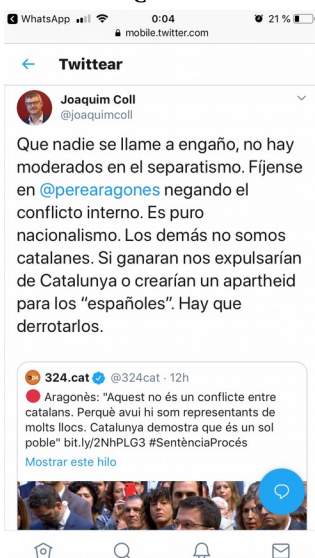 WhatsApp 0:04 21 %
mobile.twitter.com
Twittear
Joaquim Coll
@joaquimcoll
Que nadie se llame a engaño, no hay
moderados en el separatismo. Fíjense
en @perearagones negando el
conflicto interno. Es puro
nacionalismo. Los demás no somos
catalanes. Si ganaran nos expulsarían
de Catalunya o crearían un apartheid
para los “españoles”. Hay que
derrotarlos.
324.cat @324cat · 12h
Aragonès: "Aquest no és un conflicte entre
catalans. Perquè avui hi som representants de
molts llocs. Catalunya demostra que és un sol
poble" bit.ly/2NhPLG3 #SentènciaProcés
Mostrar este hilo